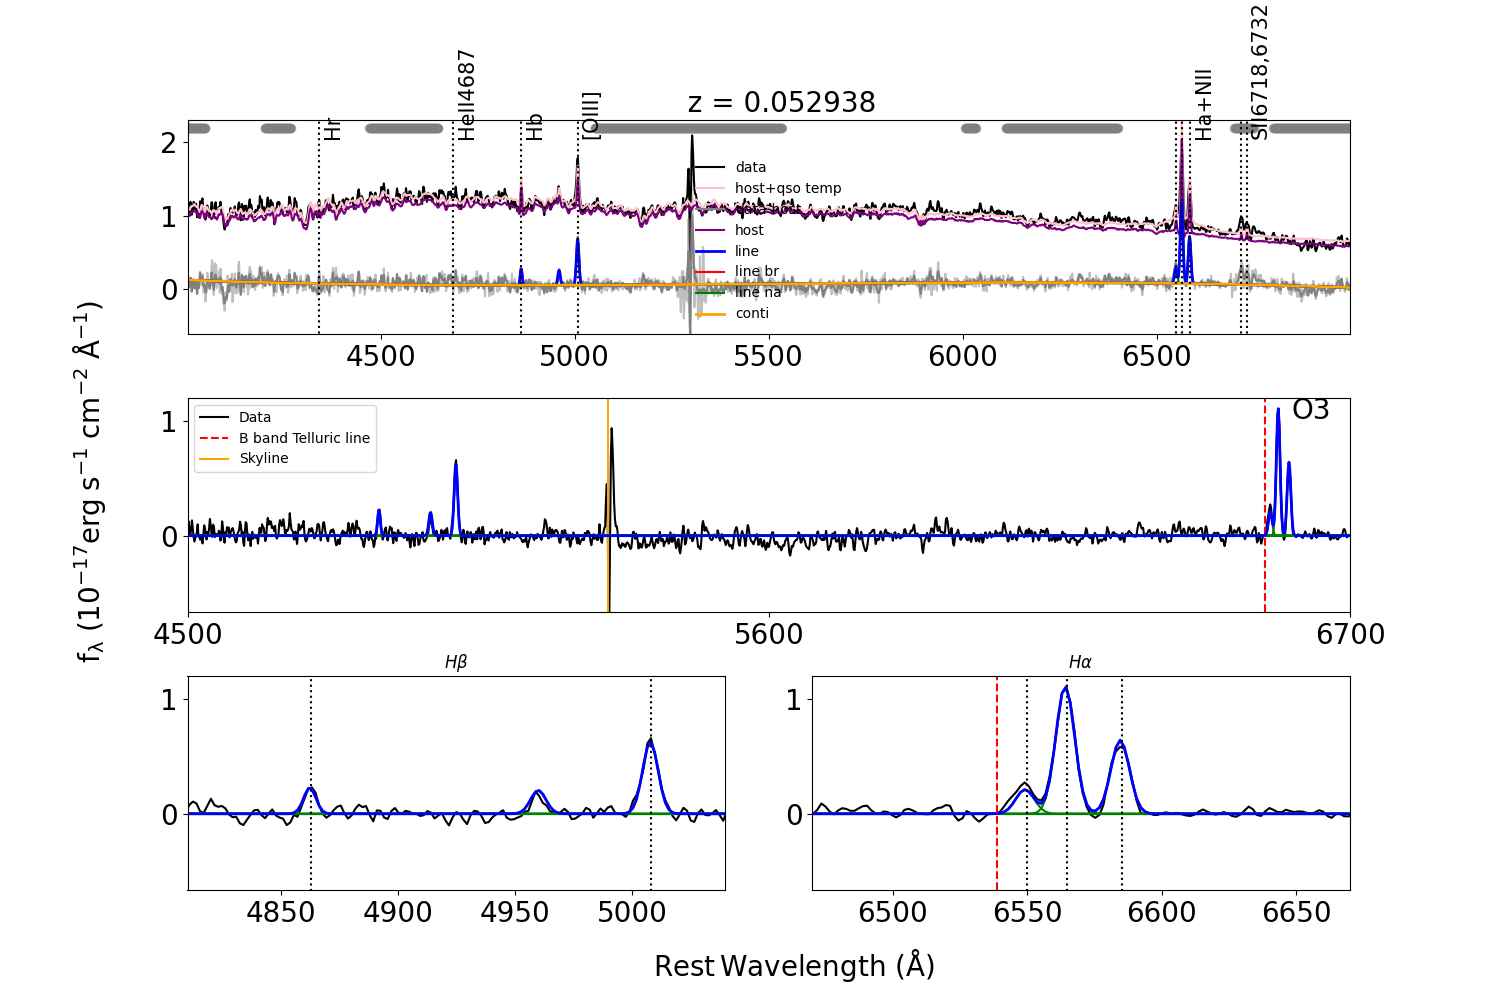 z = 0.052938
Hr
HeII4687
Hb
[OIII]
Ha+NII
SII6718,6732
2
1
0
data
host+qso temp
host
line
line br
line na
conti
4500 5000 5500 6000 6500
f_λ (10⁻¹⁷erg s⁻¹ cm⁻² Å⁻¹)
1
0
Data
B band Telluric line
Skyline
O3
4500 5600 6700
Hβ
1
0
4850 4900 4950 5000
Hα
1
0
6500 6550 6600 6650
Rest Wavelength (Å)